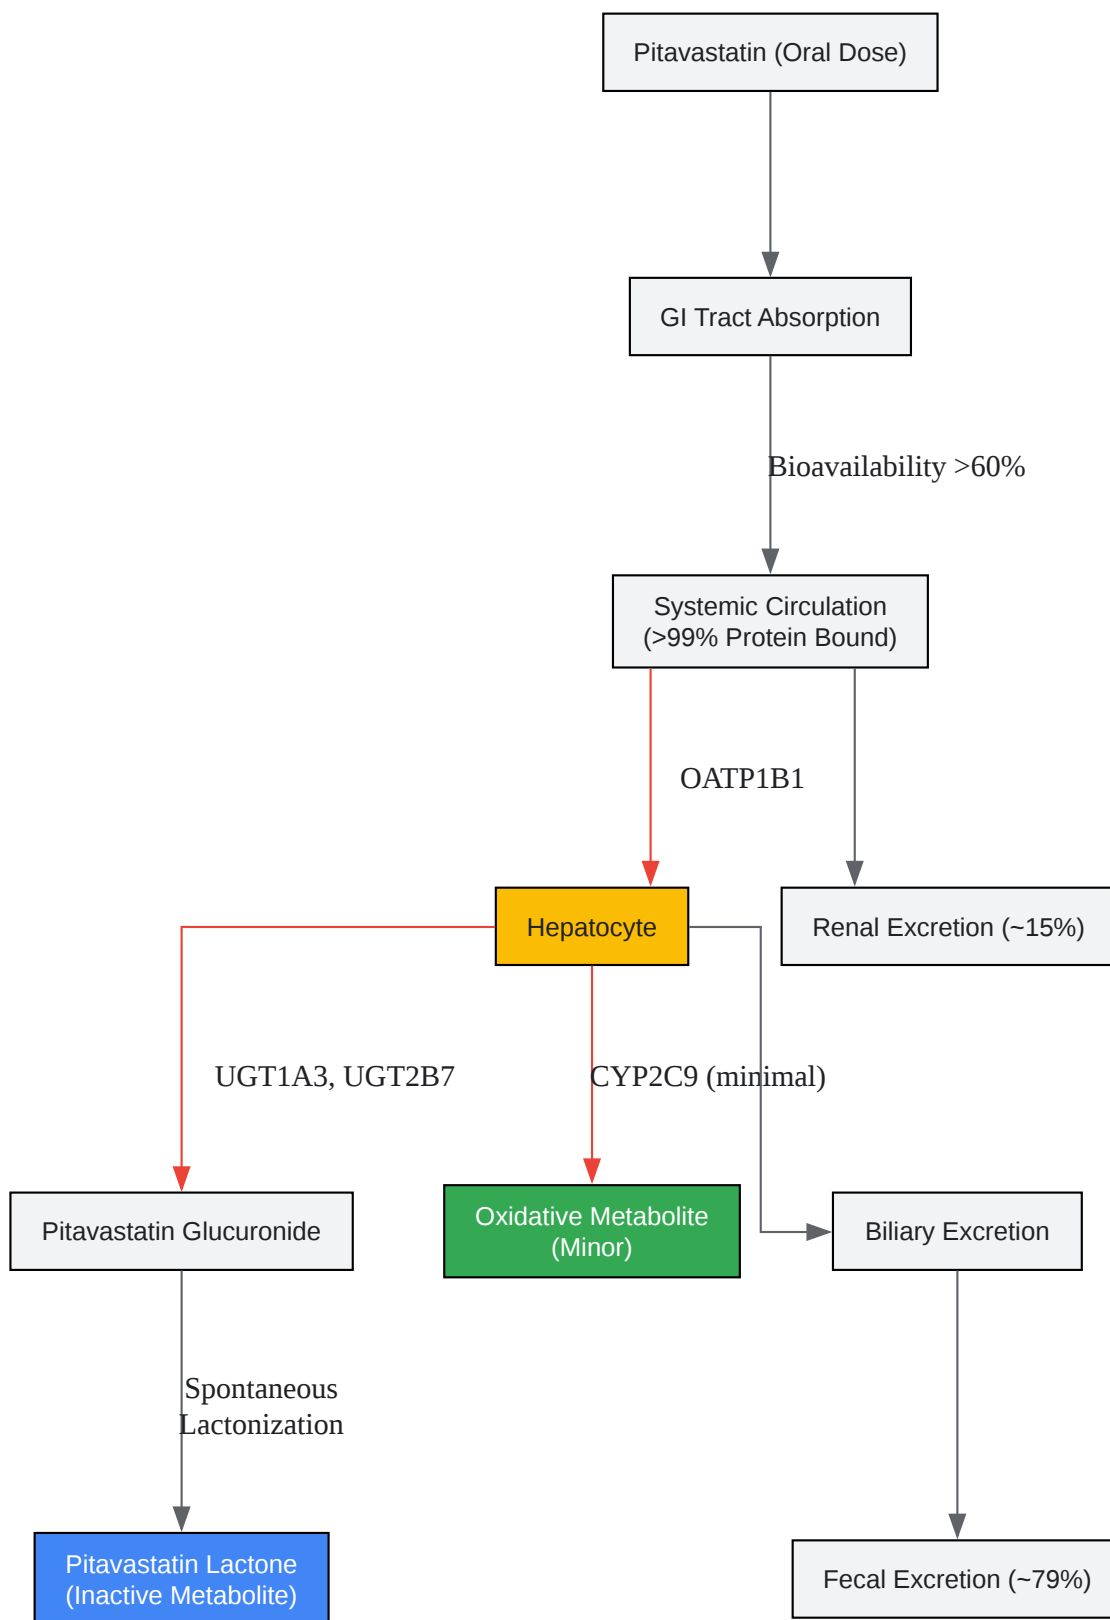 Pitavastatin (Oral Dose)
GI Tract Absorption
Bioavailability >60%
Systemic Circulation
(>99% Protein Bound)
OATP1B1
Hepatocyte
Renal Excretion (~15%)
UGT1A3, UGT2B7
CYP2C9 (minimal)
Pitavastatin Glucuronide
Oxidative Metabolite
(Minor)
Biliary Excretion
Spontaneous
Lactonization
Pitavastatin Lactone
(Inactive Metabolite)
Fecal Excretion (~79%)